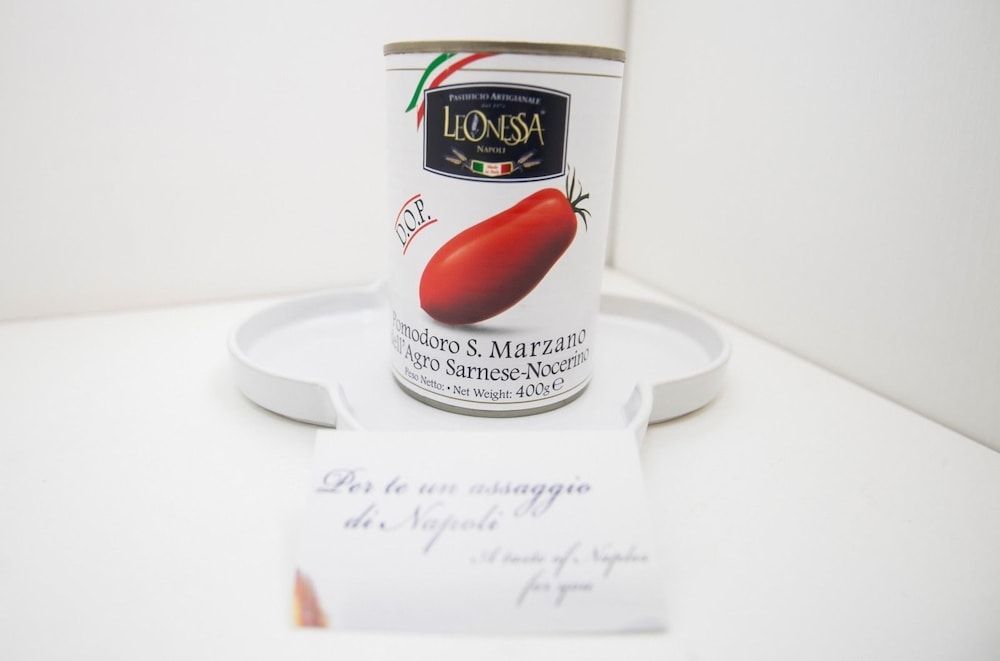 PASTIFICIO ARTIGIANALE
LEONESSA
NAPOLI
D.O.P.
Pomodoro S. Marzano
dell'Agro Sarnese-Nocerino
Peso Netto: • Net Weight: 400g ℮
Per te un assaggio
di Napoli
A taste of Naples
for you